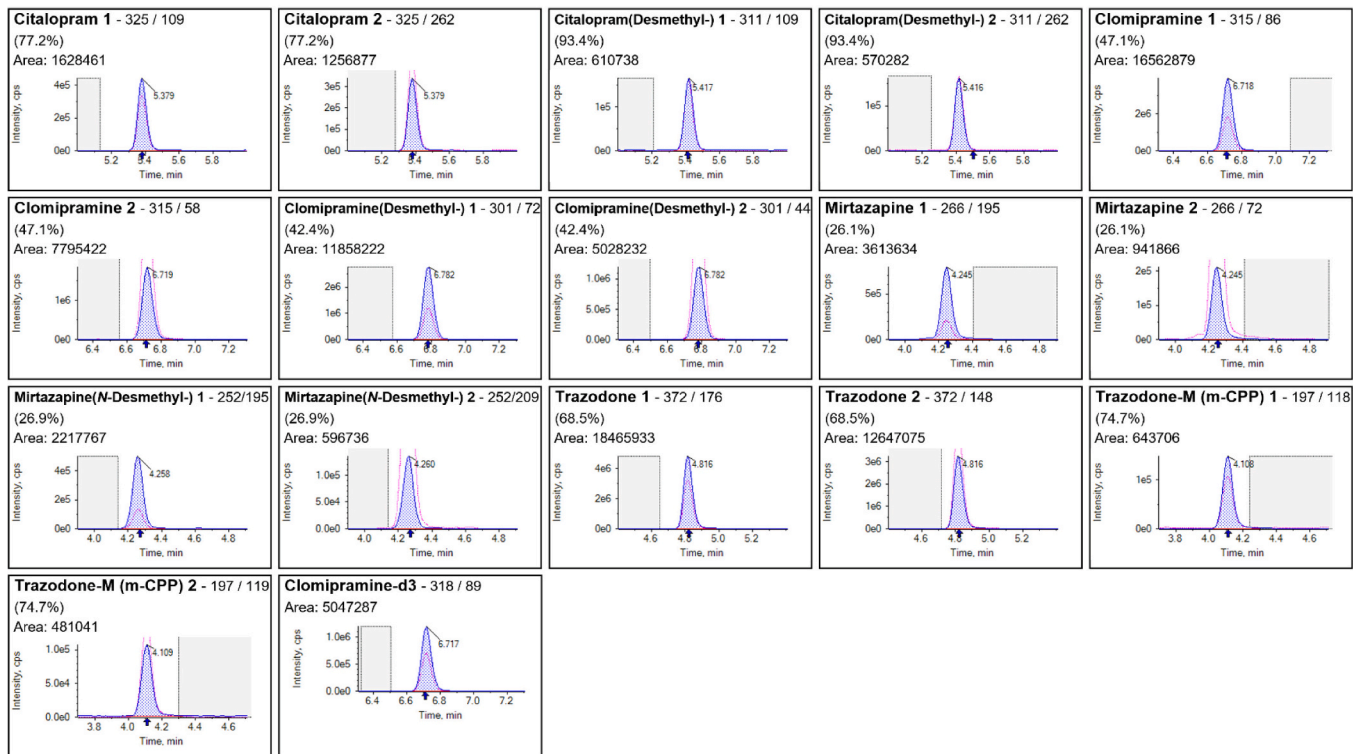 Citalopram 1 - 325 / 109
(77.2%)
Area: 1628461
Intensity, cps
4e5
2e5
0e0
5.379
5.2 5.4 5.6 5.8
Time, min
Citalopram 2 - 325 / 262
(77.2%)
Area: 1256877
Intensity, cps
3e5
2e5
1e5
0e0
5.379
5.2 5.4 5.6 5.8
Time, min
Citalopram(Desmethyl-) 1 - 311 / 109
(93.4%)
Area: 610738
Intensity, cps
1e5
0e0
5.417
5.2 5.4 5.6 5.8
Time, min
Citalopram(Desmethyl-) 2 - 311 / 262
(93.4%)
Area: 570282
Intensity, cps
1e5
0e0
5.416
5.2 5.4 5.6 5.8
Time, min
Clomipramine 1 - 315 / 86
(47.1%)
Area: 16562879
Intensity, cps
4e6
2e6
0e0
6.718
6.4 6.6 6.8 7.0 7.2
Time, min
Clomipramine 2 - 315 / 58
(47.1%)
Area: 7795422
Intensity, cps
1e6
0e0
6.719
6.4 6.6 6.8 7.0 7.2
Time, min
Clomipramine(Desmethyl-) 1 - 301 / 72
(42.4%)
Area: 11858222
Intensity, cps
2e6
0e0
6.782
6.4 6.6 6.8 7.0 7.2
Time, min
Clomipramine(Desmethyl-) 2 - 301 / 44
(42.4%)
Area: 5028232
Intensity, cps
1.0e6
5.0e5
0.0e0
6.782
6.4 6.6 6.8 7.0 7.2
Time, min
Mirtazapine 1 - 266 / 195
(26.1%)
Area: 3613634
Intensity, cps
5e5
0e0
4.245
4.0 4.2 4.4 4.6 4.8
Time, min
Mirtazapine 2 - 266 / 72
(26.1%)
Area: 941866
Intensity, cps
2e5
1e5
0e0
4.245
4.0 4.2 4.4 4.6 4.8
Time, min
Mirtazapine(N-Desmethyl-) 1 - 252/195
(26.9%)
Area: 2217767
Intensity, cps
4e5
2e5
0e0
4.258
4.0 4.2 4.4 4.6 4.8
Time, min
Mirtazapine(N-Desmethyl-) 2 - 252/209
(26.9%)
Area: 596736
Intensity, cps
1.0e5
5.0e4
0.0e0
4.260
4.0 4.2 4.4 4.6 4.8
Time, min
Trazodone 1 - 372 / 176
(68.5%)
Area: 18465933
Intensity, cps
4e6
2e6
0e0
4.816
4.6 4.8 5.0 5.2
Time, min
Trazodone 2 - 372 / 148
(68.5%)
Area: 12647075
Intensity, cps
3e6
2e6
1e6
0e0
4.816
4.6 4.8 5.0 5.2
Time, min
Trazodone-M (m-CPP) 1 - 197 / 118
(74.7%)
Area: 643706
Intensity, cps
1e5
0e0
4.108
3.8 4.0 4.2 4.4 4.6
Time, min
Trazodone-M (m-CPP) 2 - 197 / 119
(74.7%)
Area: 481041
Intensity, cps
1.0e5
5.0e4
0.0e0
4.109
3.8 4.0 4.2 4.4 4.6
Time, min
Clomipramine-d3 - 318 / 89
Area: 5047287
Intensity, cps
1.0e6
5.0e5
0.0e0
6.717
6.4 6.6 6.8 7.0 7.2
Time, min